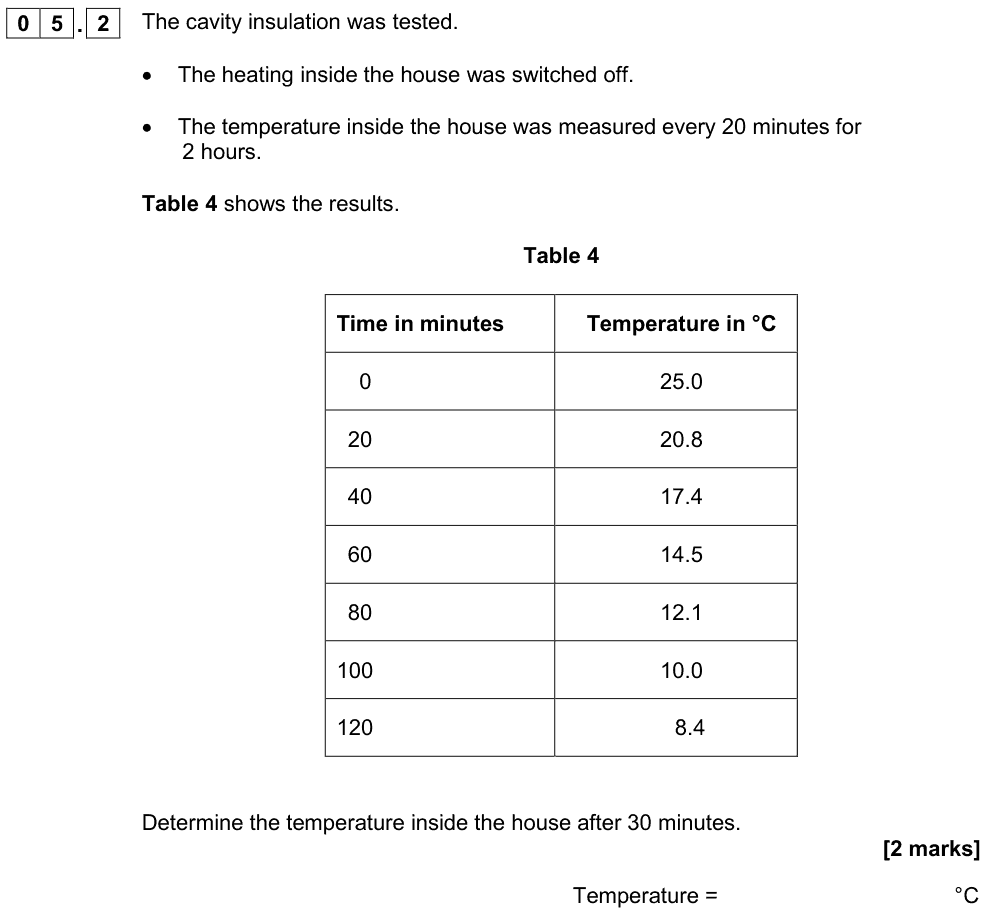 0 5 . 2 The cavity insulation was tested.
• The heating inside the house was switched off.
• The temperature inside the house was measured every 20 minutes for
2 hours.
Table 4 shows the results.
Table 4
Time in minutes Temperature in °C
0 25.0
20 20.8
40 17.4
60 14.5
80 12.1
100 10.0
120 8.4
Determine the temperature inside the house after 30 minutes.
[2 marks]
Temperature = °C